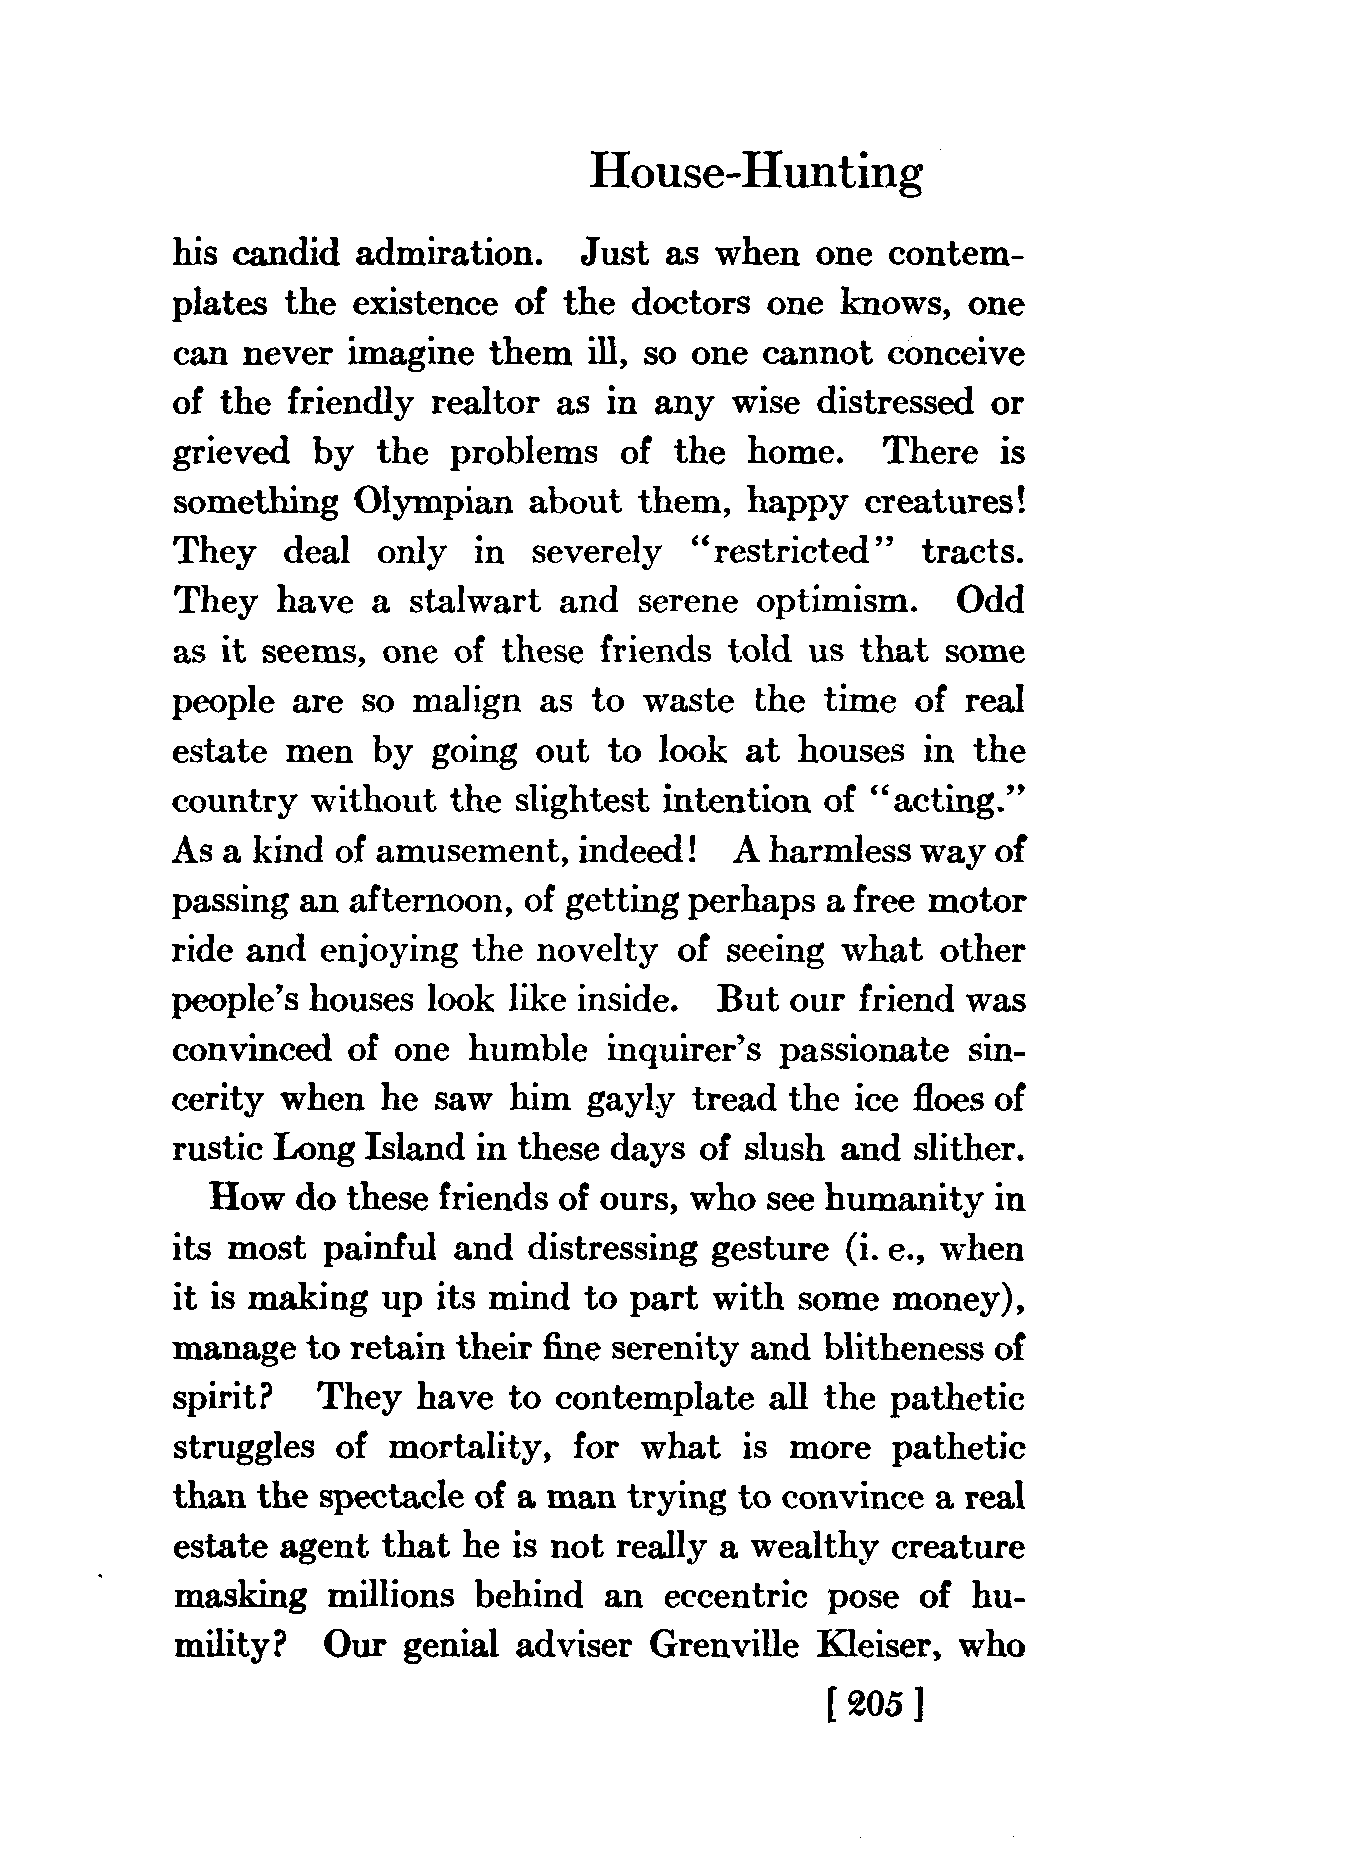 House-Hunting
his candid admiration. Just as when one contem-
plates the existence of the doctors one knows, one
can never imagine them ill, so one cannot conceive
of the friendly realtor as in any wise distressed or
grieved by the problems of the home. There is
something Olympian about them, happy creatures!
They deal only in severely "restricted" tracts.
They have a stalwart and serene optimism. Odd
as it seems, one of these friends told us that some
people are so malign as to waste the time of real
estate men by going out to look at houses in the
country without the slightest intention of "acting."
As a kind of amusement, indeed! A harmless way of
passing an afternoon, of getting perhaps a free motor
ride and enjoying the novelty of seeing what other
people's houses look like inside. But our friend was
convinced of one humble inquirer's passionate sin-
cerity when he saw him gayly tread the ice floes of
rustic Long Island in these days of slush and slither.
How do these friends of ours, who see humanity in
its most painful and distressing gesture (i. e., when
it is making up its mind to part with some money),
manage to retain their fine serenity and blitheness of
spirit? They have to contemplate all the pathetic
struggles of mortality, for what is more pathetic
than the spectacle of a man trying to convince a real
estate agent that he is not really a wealthy creature
masking millions behind an eccentric pose of hu-
mility? Our genial adviser Grenville Kleiser, who
[ 205 ]